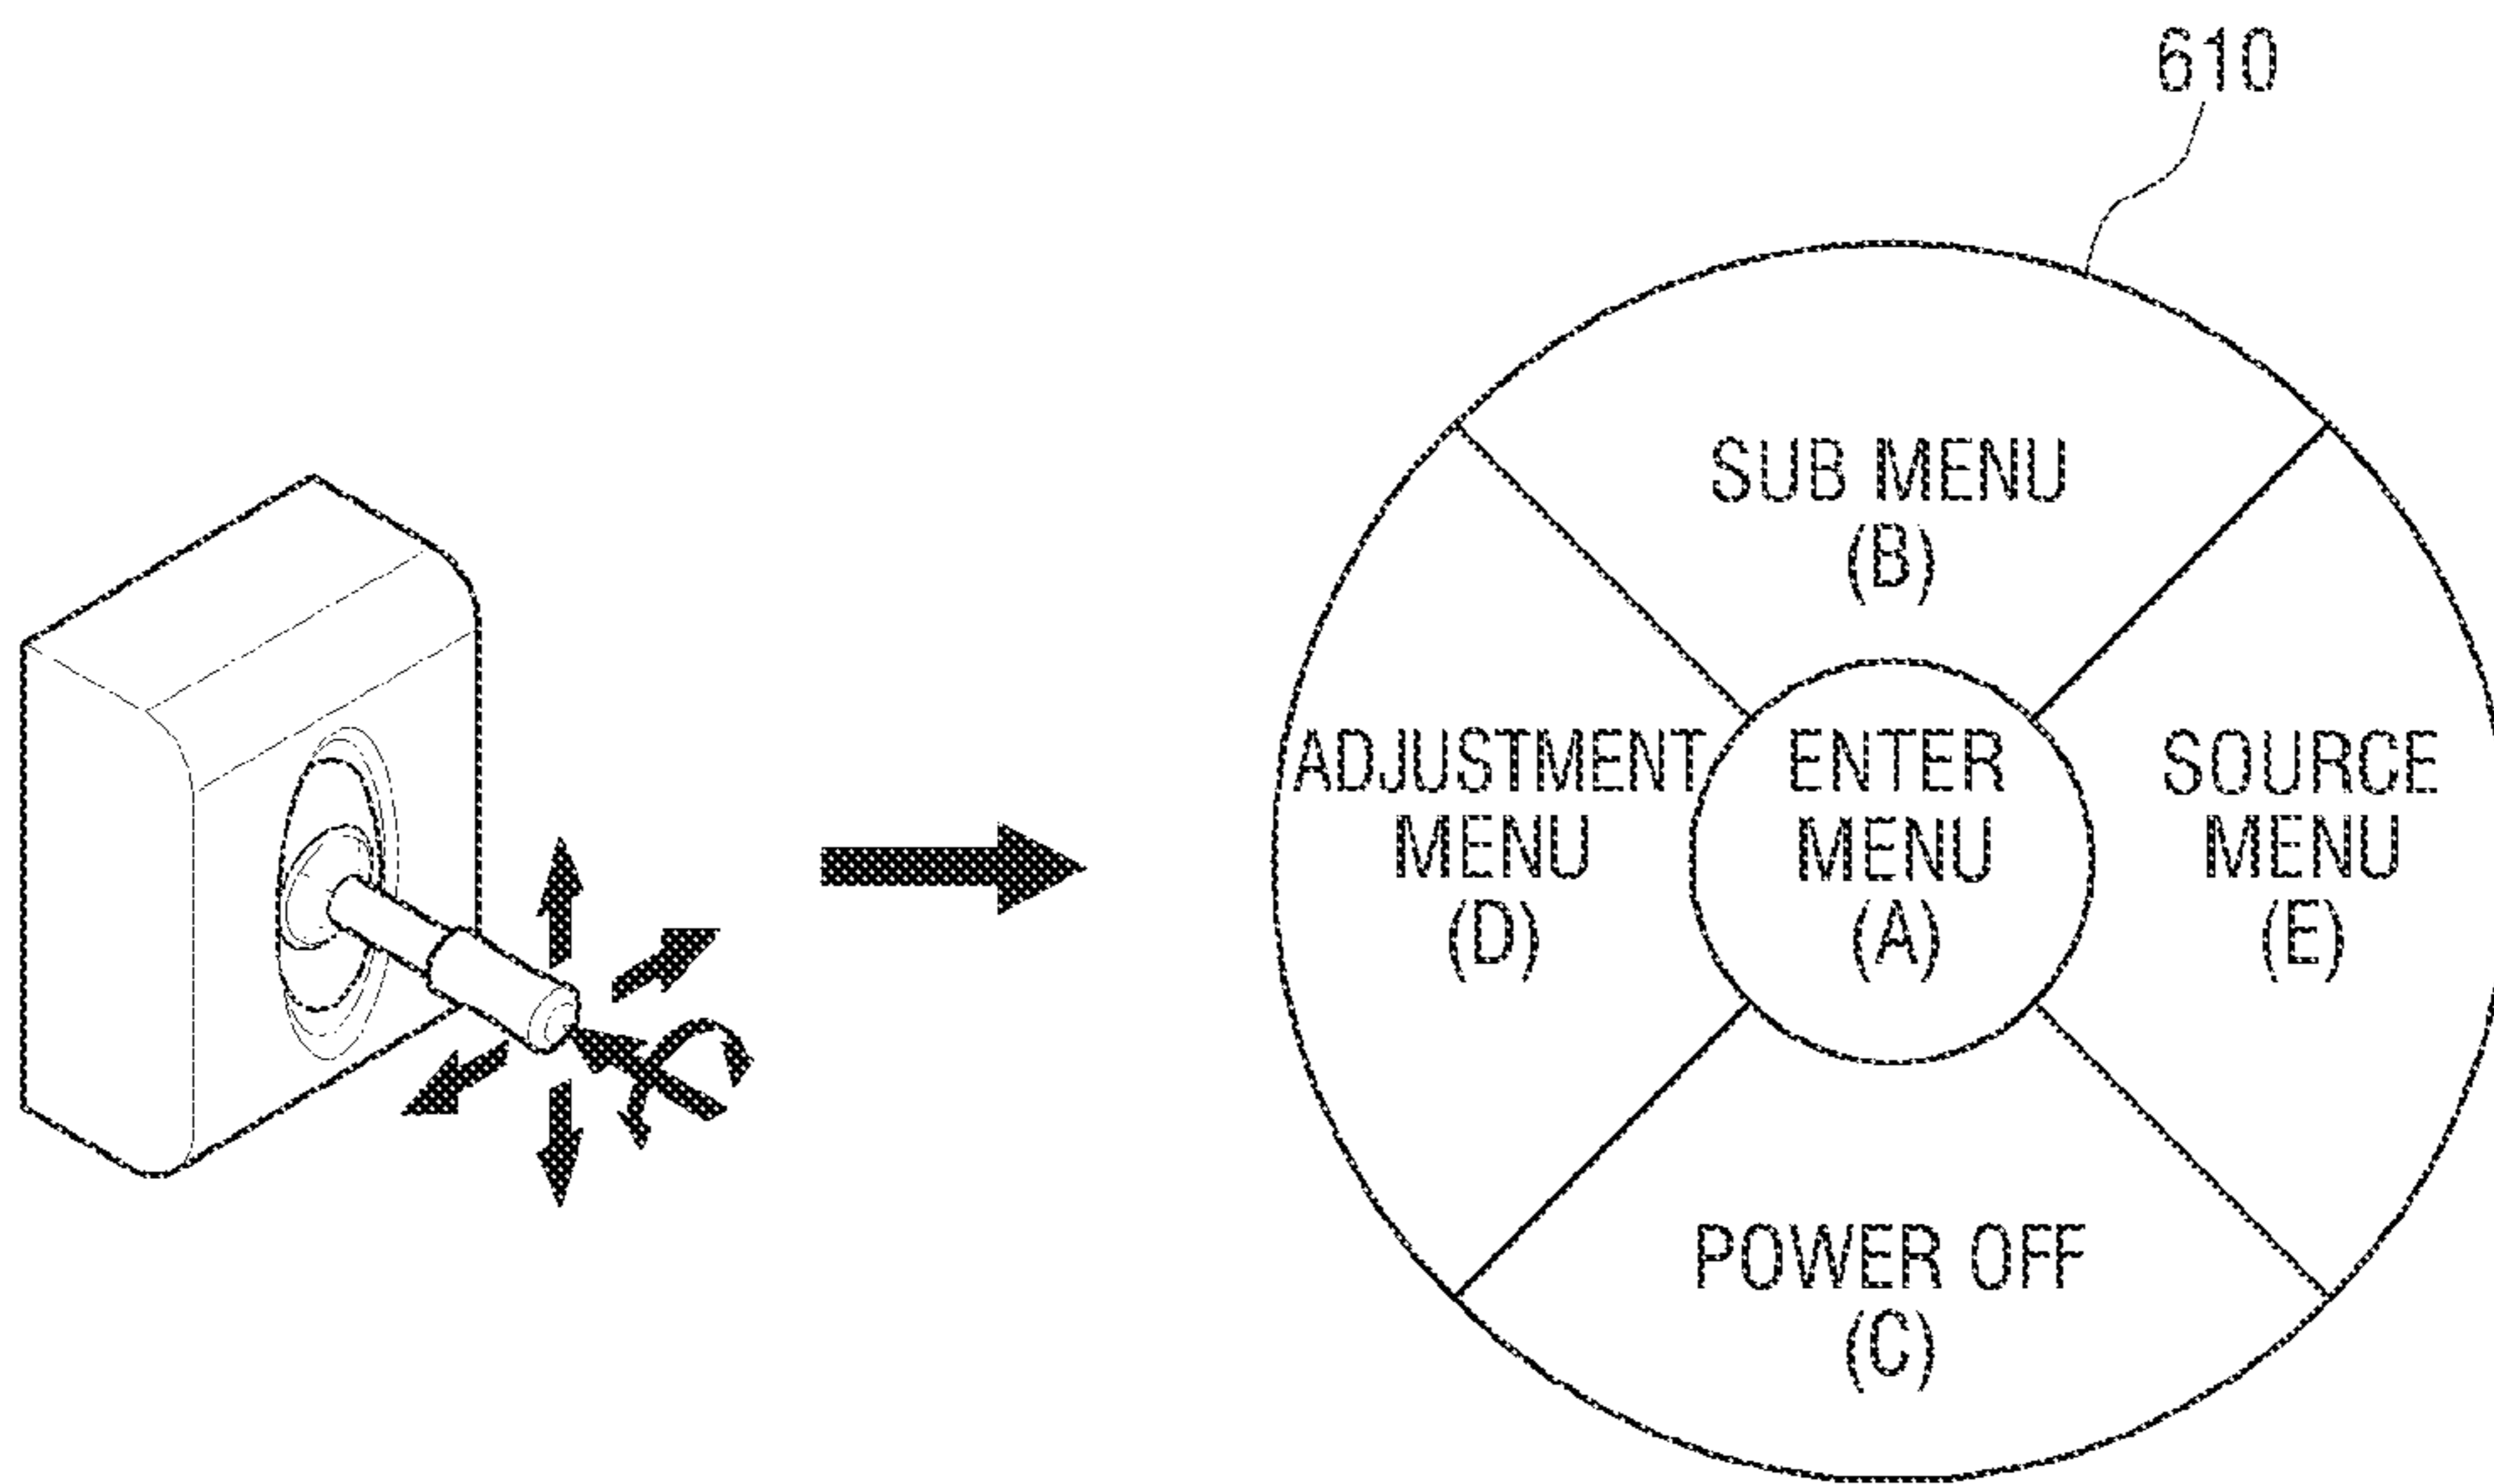 610
SUB MENU
(B)
ADJUSTMENT
MENU
(D)
ENTER
MENU
(A)
SOURCE
MENU
(E)
POWER OFF
(C)